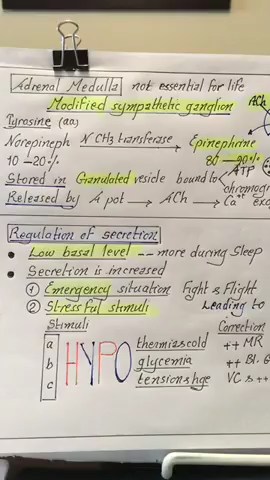 Adrenal Medulla not essential for life
Modified sympathetic ganglion ACh
Tyrosine (aa)
Norepineph N CH3 transferase Epinephrine
10 - 20% 80 - 90%
Stored in Granulated vesicle bound to ATP
chromogr
Released by A pot → ACh → Ca++ exo
Regulation of secretion
• Low basal level -- more during Sleep
• Secretion is increased
① Emergency situation Fight & Flight
② Stressful stimuli Leading to
Stimuli Correction
a HYPO thermia & cold ++ MR
b glycemia ++ Bl. G
c tension & hge VC & ++